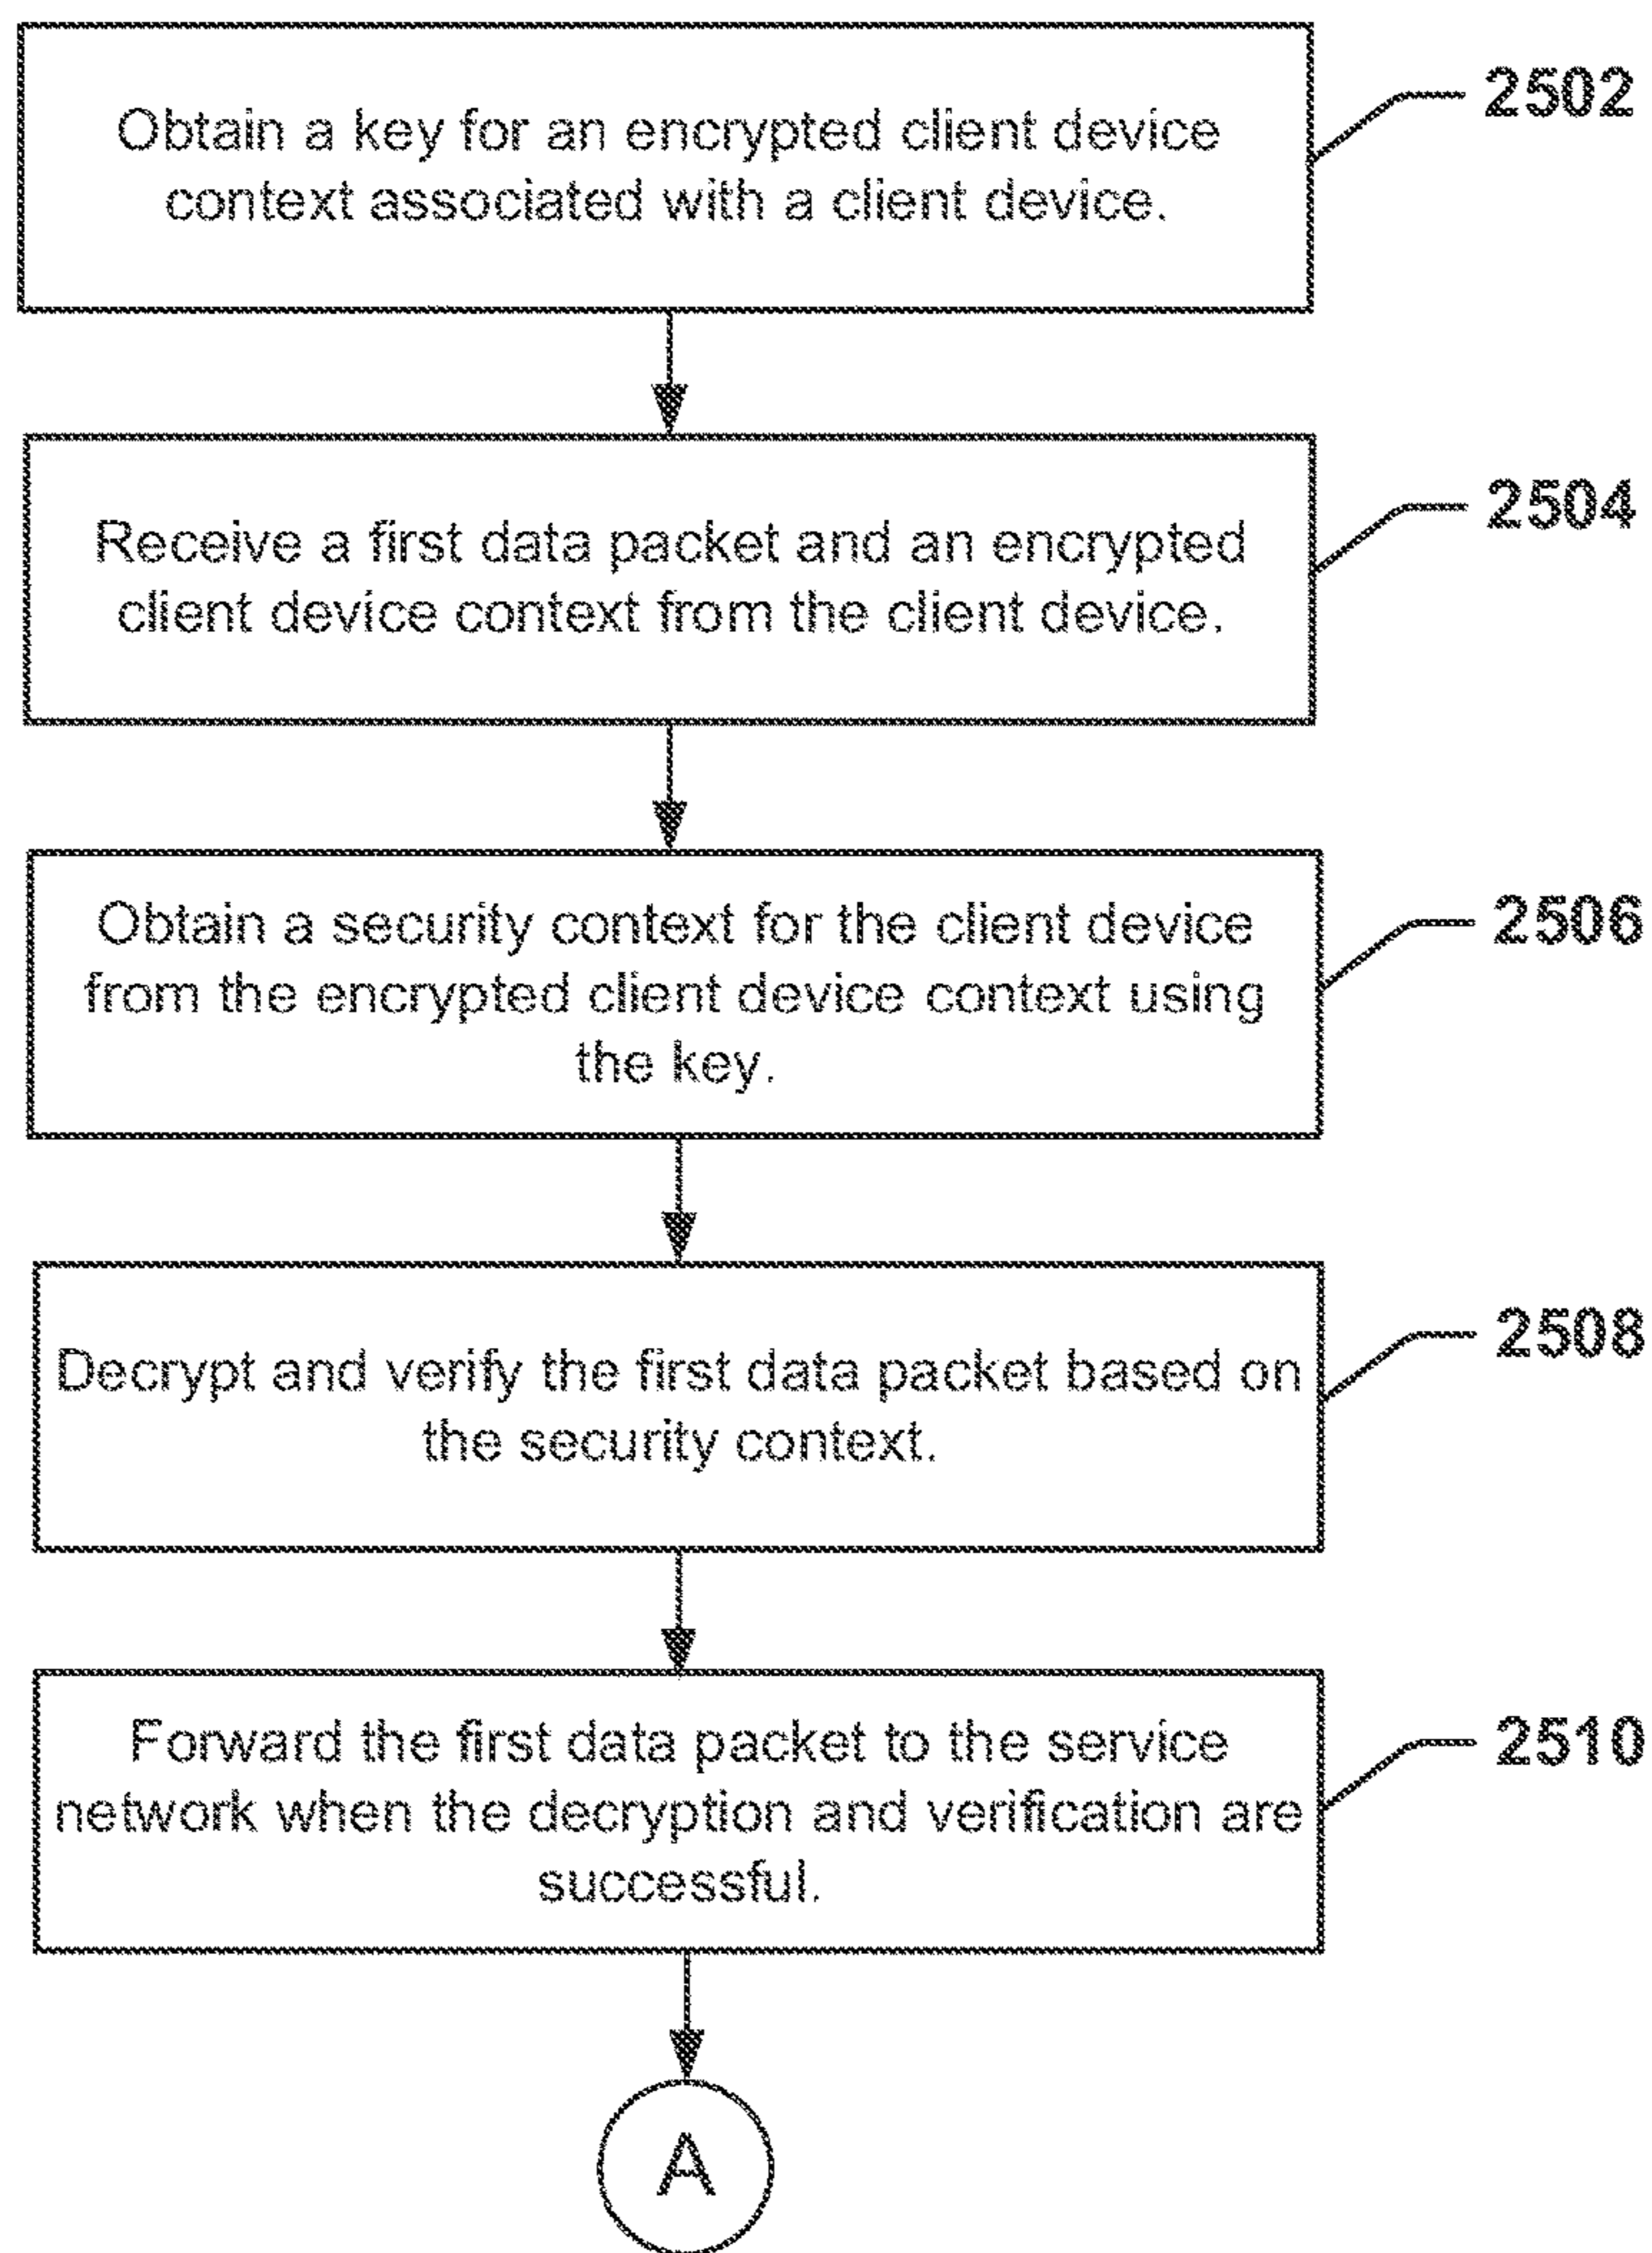 Obtain a key for an encrypted client device
context associated with a client device.
2502
Receive a first data packet and an encrypted
client device context from the client device.
2504
Obtain a security context for the client device
from the encrypted client device context using
the key.
2506
Decrypt and verify the first data packet based on
the security context.
2508
Forward the first data packet to the service
network when the decryption and verification are
successful.
2510
A